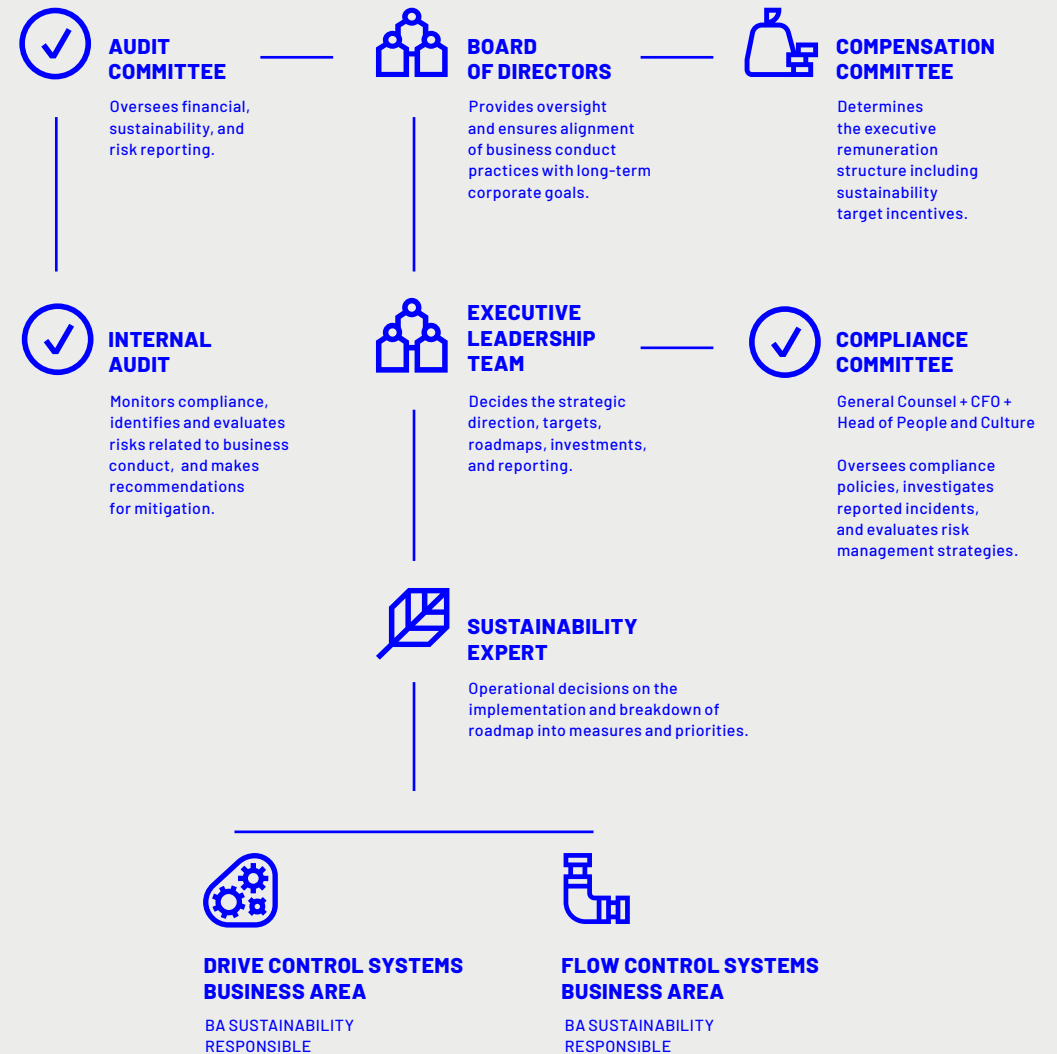 AUDIT
COMMITTEE
Oversees financial,
sustainability, and
risk reporting.
BOARD
OF DIRECTORS
Provides oversight
and ensures alignment
of business conduct
practices with long-term
corporate goals.
COMPENSATION
COMMITTEE
Determines
the executive
remuneration
structure including
sustainability
target incentives.
INTERNAL
AUDIT
Monitors compliance,
identifies and evaluates
risks related to business
conduct, and makes
recommendations
for mitigation.
EXECUTIVE
LEADERSHIP
TEAM
Decides the strategic
direction, targets,
roadmaps, investments,
and reporting.
COMPLIANCE
COMMITTEE
General Counsel + CFO +
Head of People and Culture
Oversees compliance
policies, investigates
reported incidents,
and evaluates risk
management strategies.
SUSTAINABILITY
EXPERT
Operational decisions on the
implementation and breakdown of
roadmap into measures and priorities.
DRIVE CONTROL SYSTEMS
BUSINESS AREA
BA SUSTAINABILITY
RESPONSIBLE
FLOW CONTROL SYSTEMS
BUSINESS AREA
BA SUSTAINABILITY
RESPONSIBLE